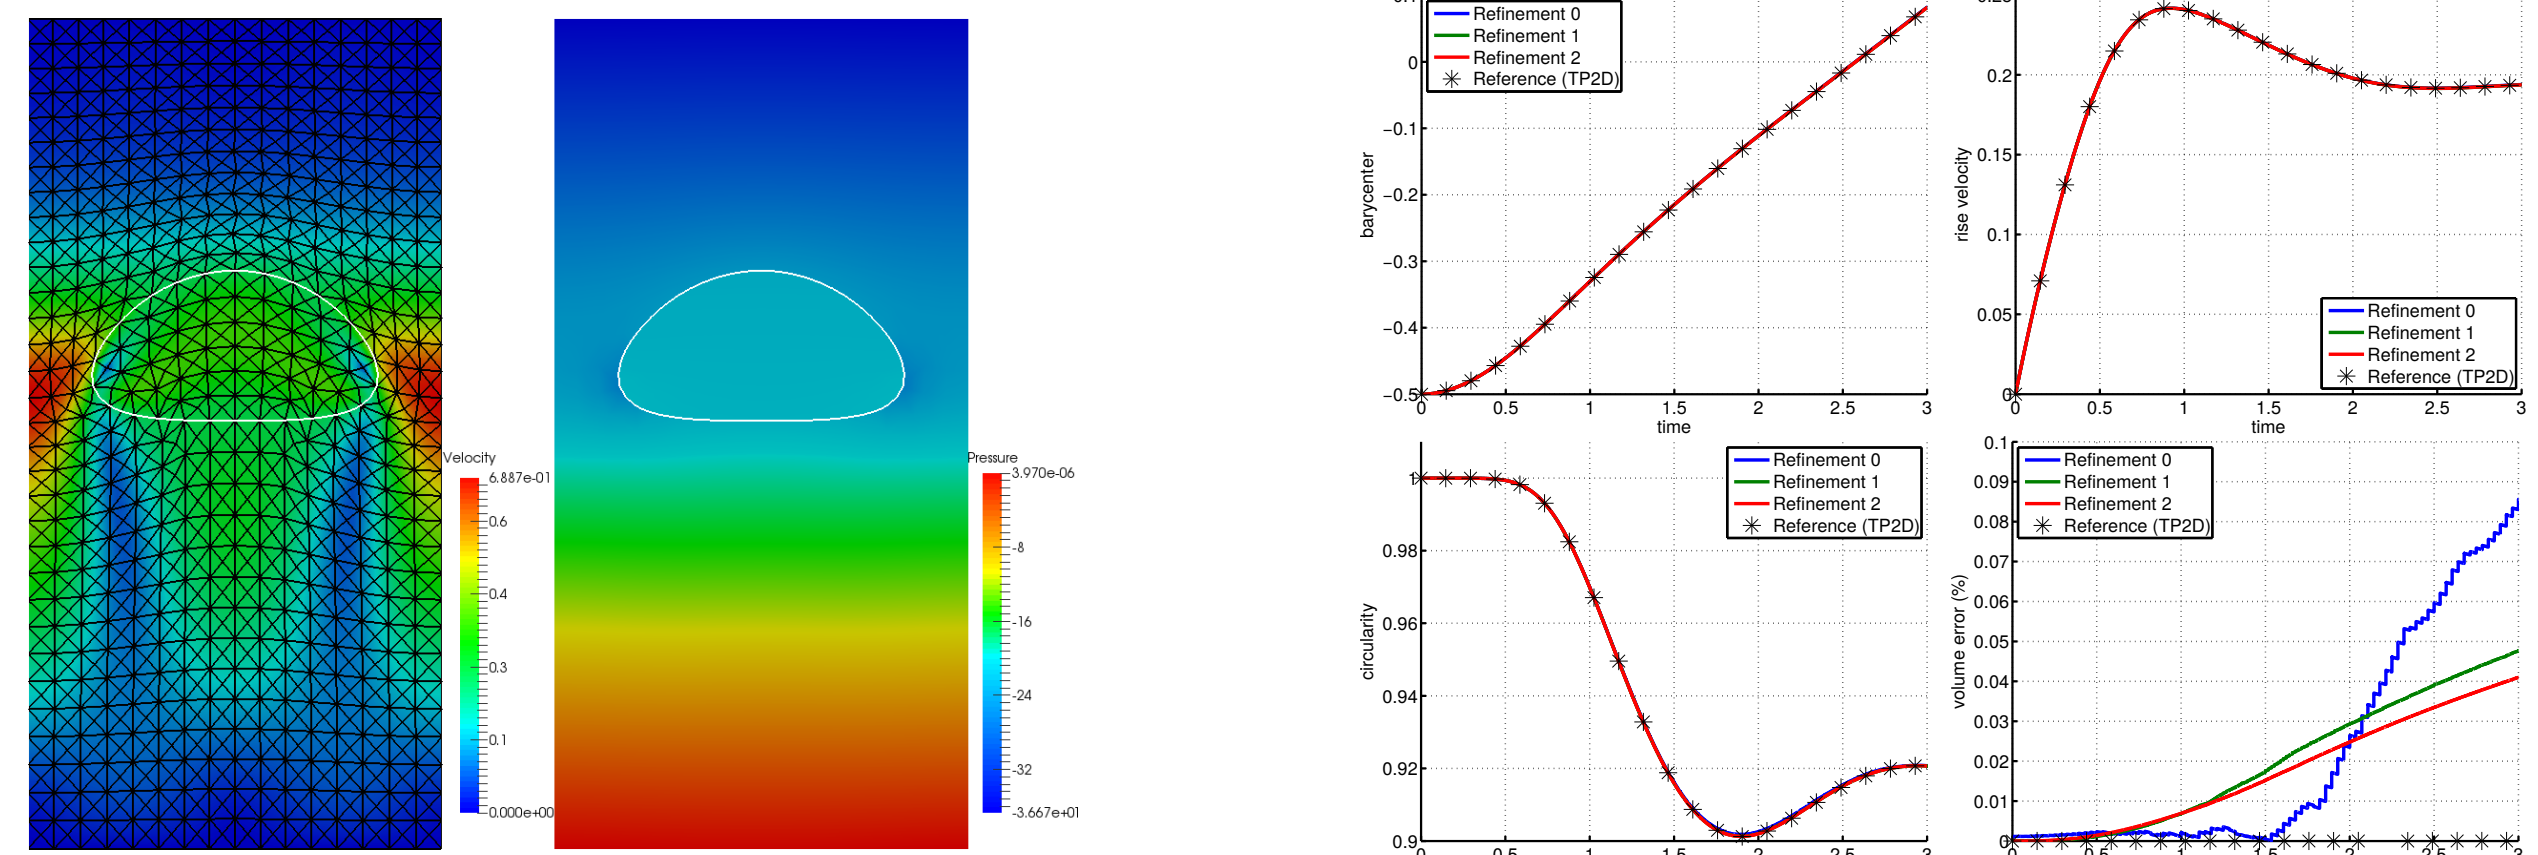 Velocity
6.887e-01
0.6
0.4
0.3
0.1
0.000e+00
Pressure
3.970e-06
-8
-16
-24
-32
-3.667e+01
Refinement 0
Refinement 1
Refinement 2
Reference (TP2D)
0
−0.1
−0.2
−0.3
−0.4
−0.5
0 0.5 1 1.5 2 2.5 3
barycenter
time
0.2
0.15
0.1
0.05
0
0 0.5 1 1.5 2 2.5 3
rise velocity
time
Refinement 0
Refinement 1
Refinement 2
Reference (TP2D)
1
0.98
0.96
0.94
0.92
0.9
circularity
Refinement 0
Refinement 1
Refinement 2
Reference (TP2D)
0.1
0.09
0.08
0.07
0.06
0.05
0.04
0.03
0.02
0.01
0
volume error (%)
Refinement 0
Refinement 1
Refinement 2
Reference (TP2D)